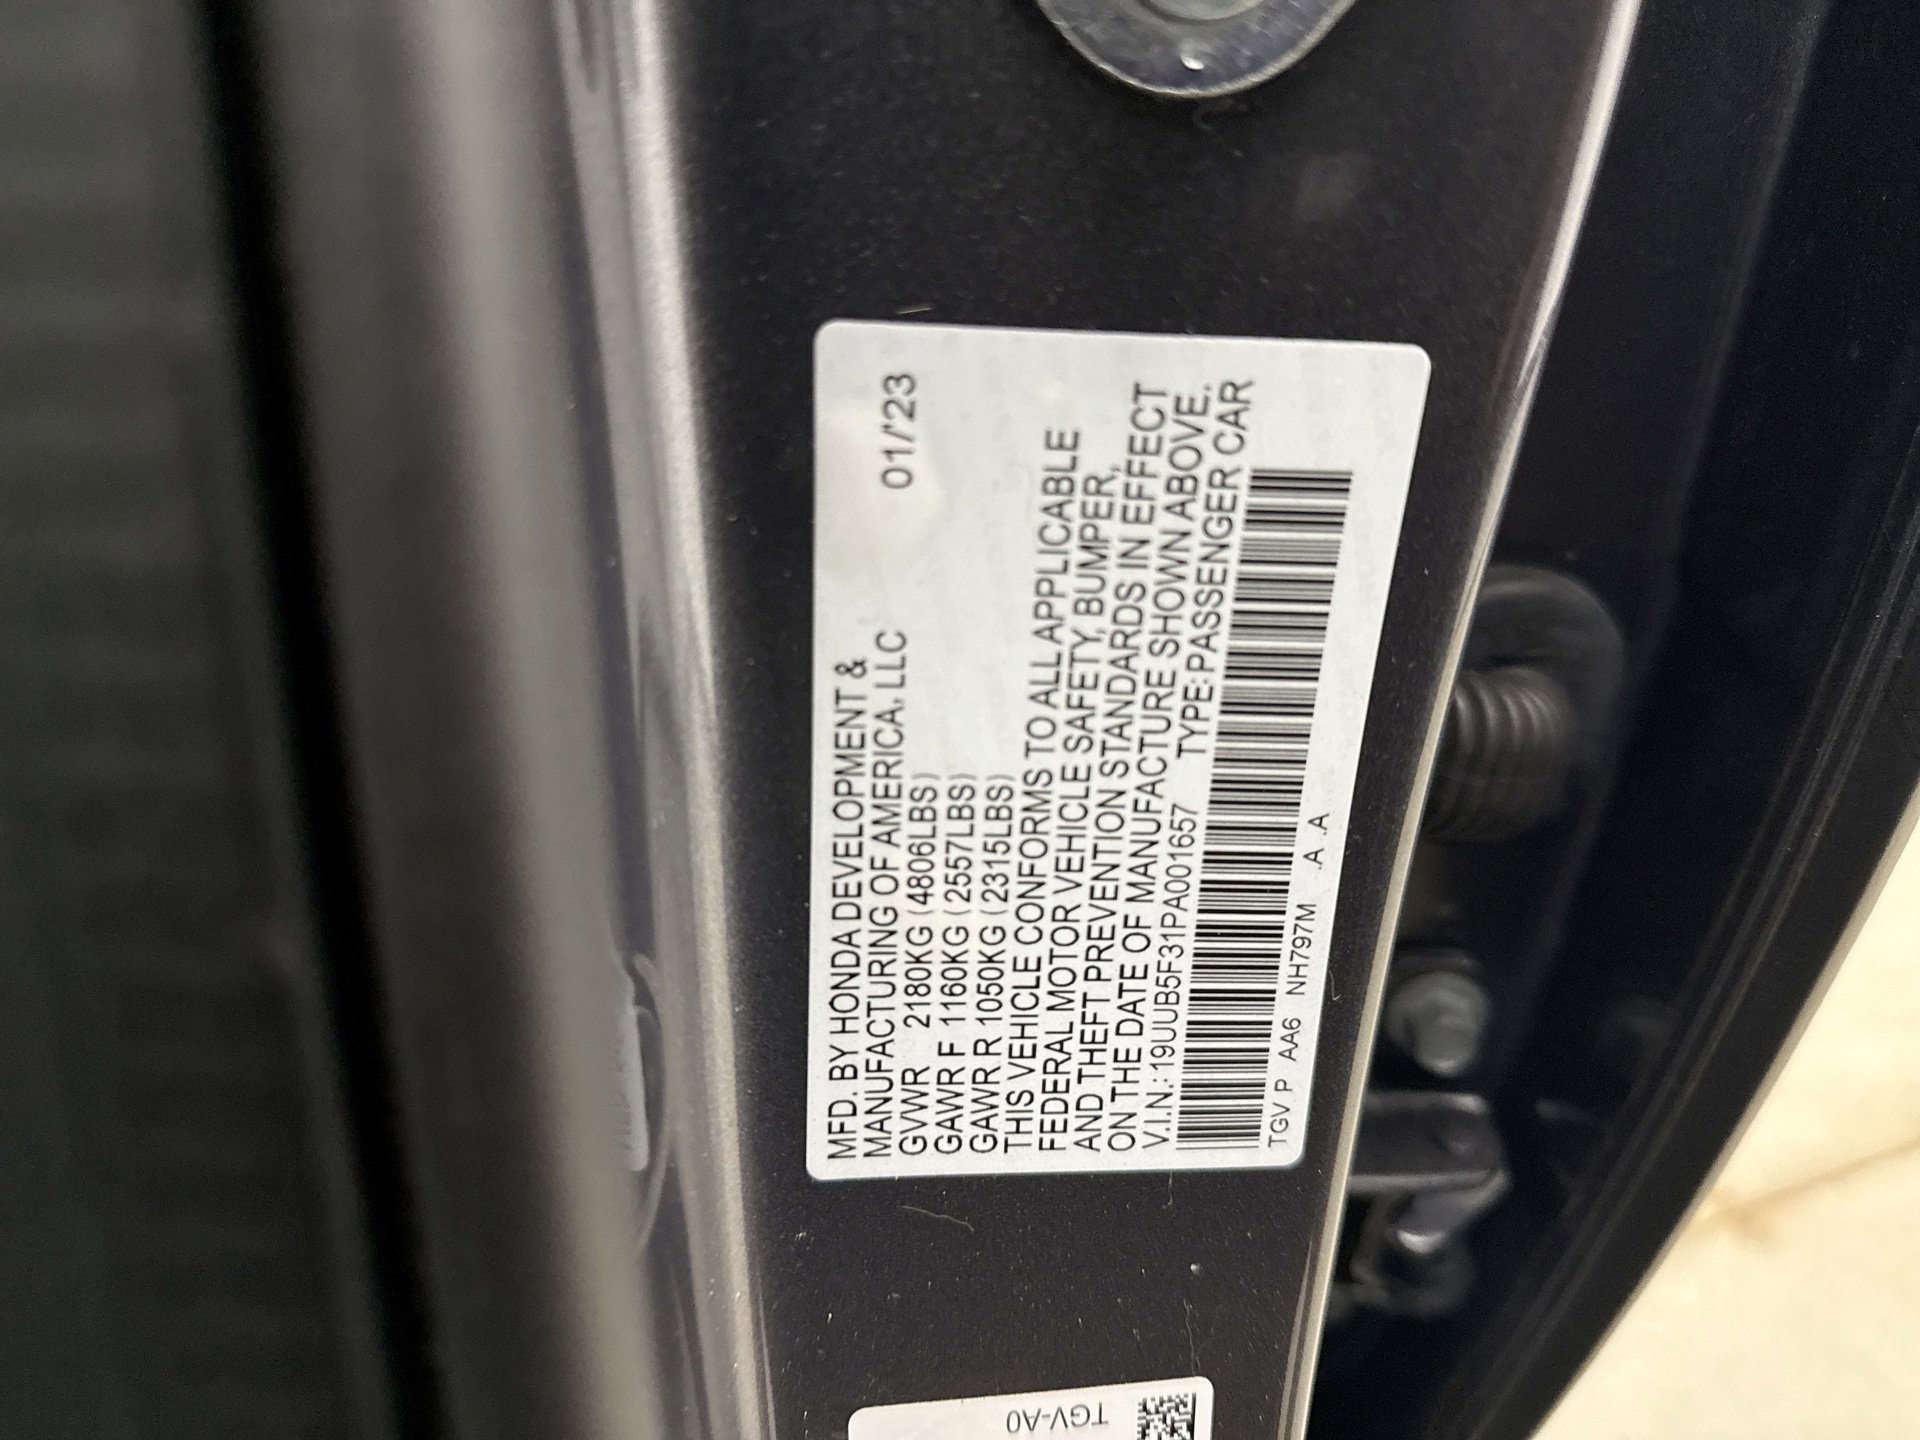 MFD. BY HONDA DEVELOPMENT &
MANUFACTURING OF AMERICA, LLC 01/'23
GVWR 2180KG (4806LBS)
GAWR F 1160KG (2557LBS)
GAWR R 1050KG (2315LBS)
THIS VEHICLE CONFORMS TO ALL APPLICABLE
FEDERAL MOTOR VEHICLE SAFETY, BUMPER,
AND THEFT PREVENTION STANDARDS IN EFFECT
ON THE DATE OF MANUFACTURE SHOWN ABOVE.
V.I.N.: 19UUB5F31PA001657 TYPE: PASSENGER CAR
TGV P AA6 NH797M .A .A
TGV-A0